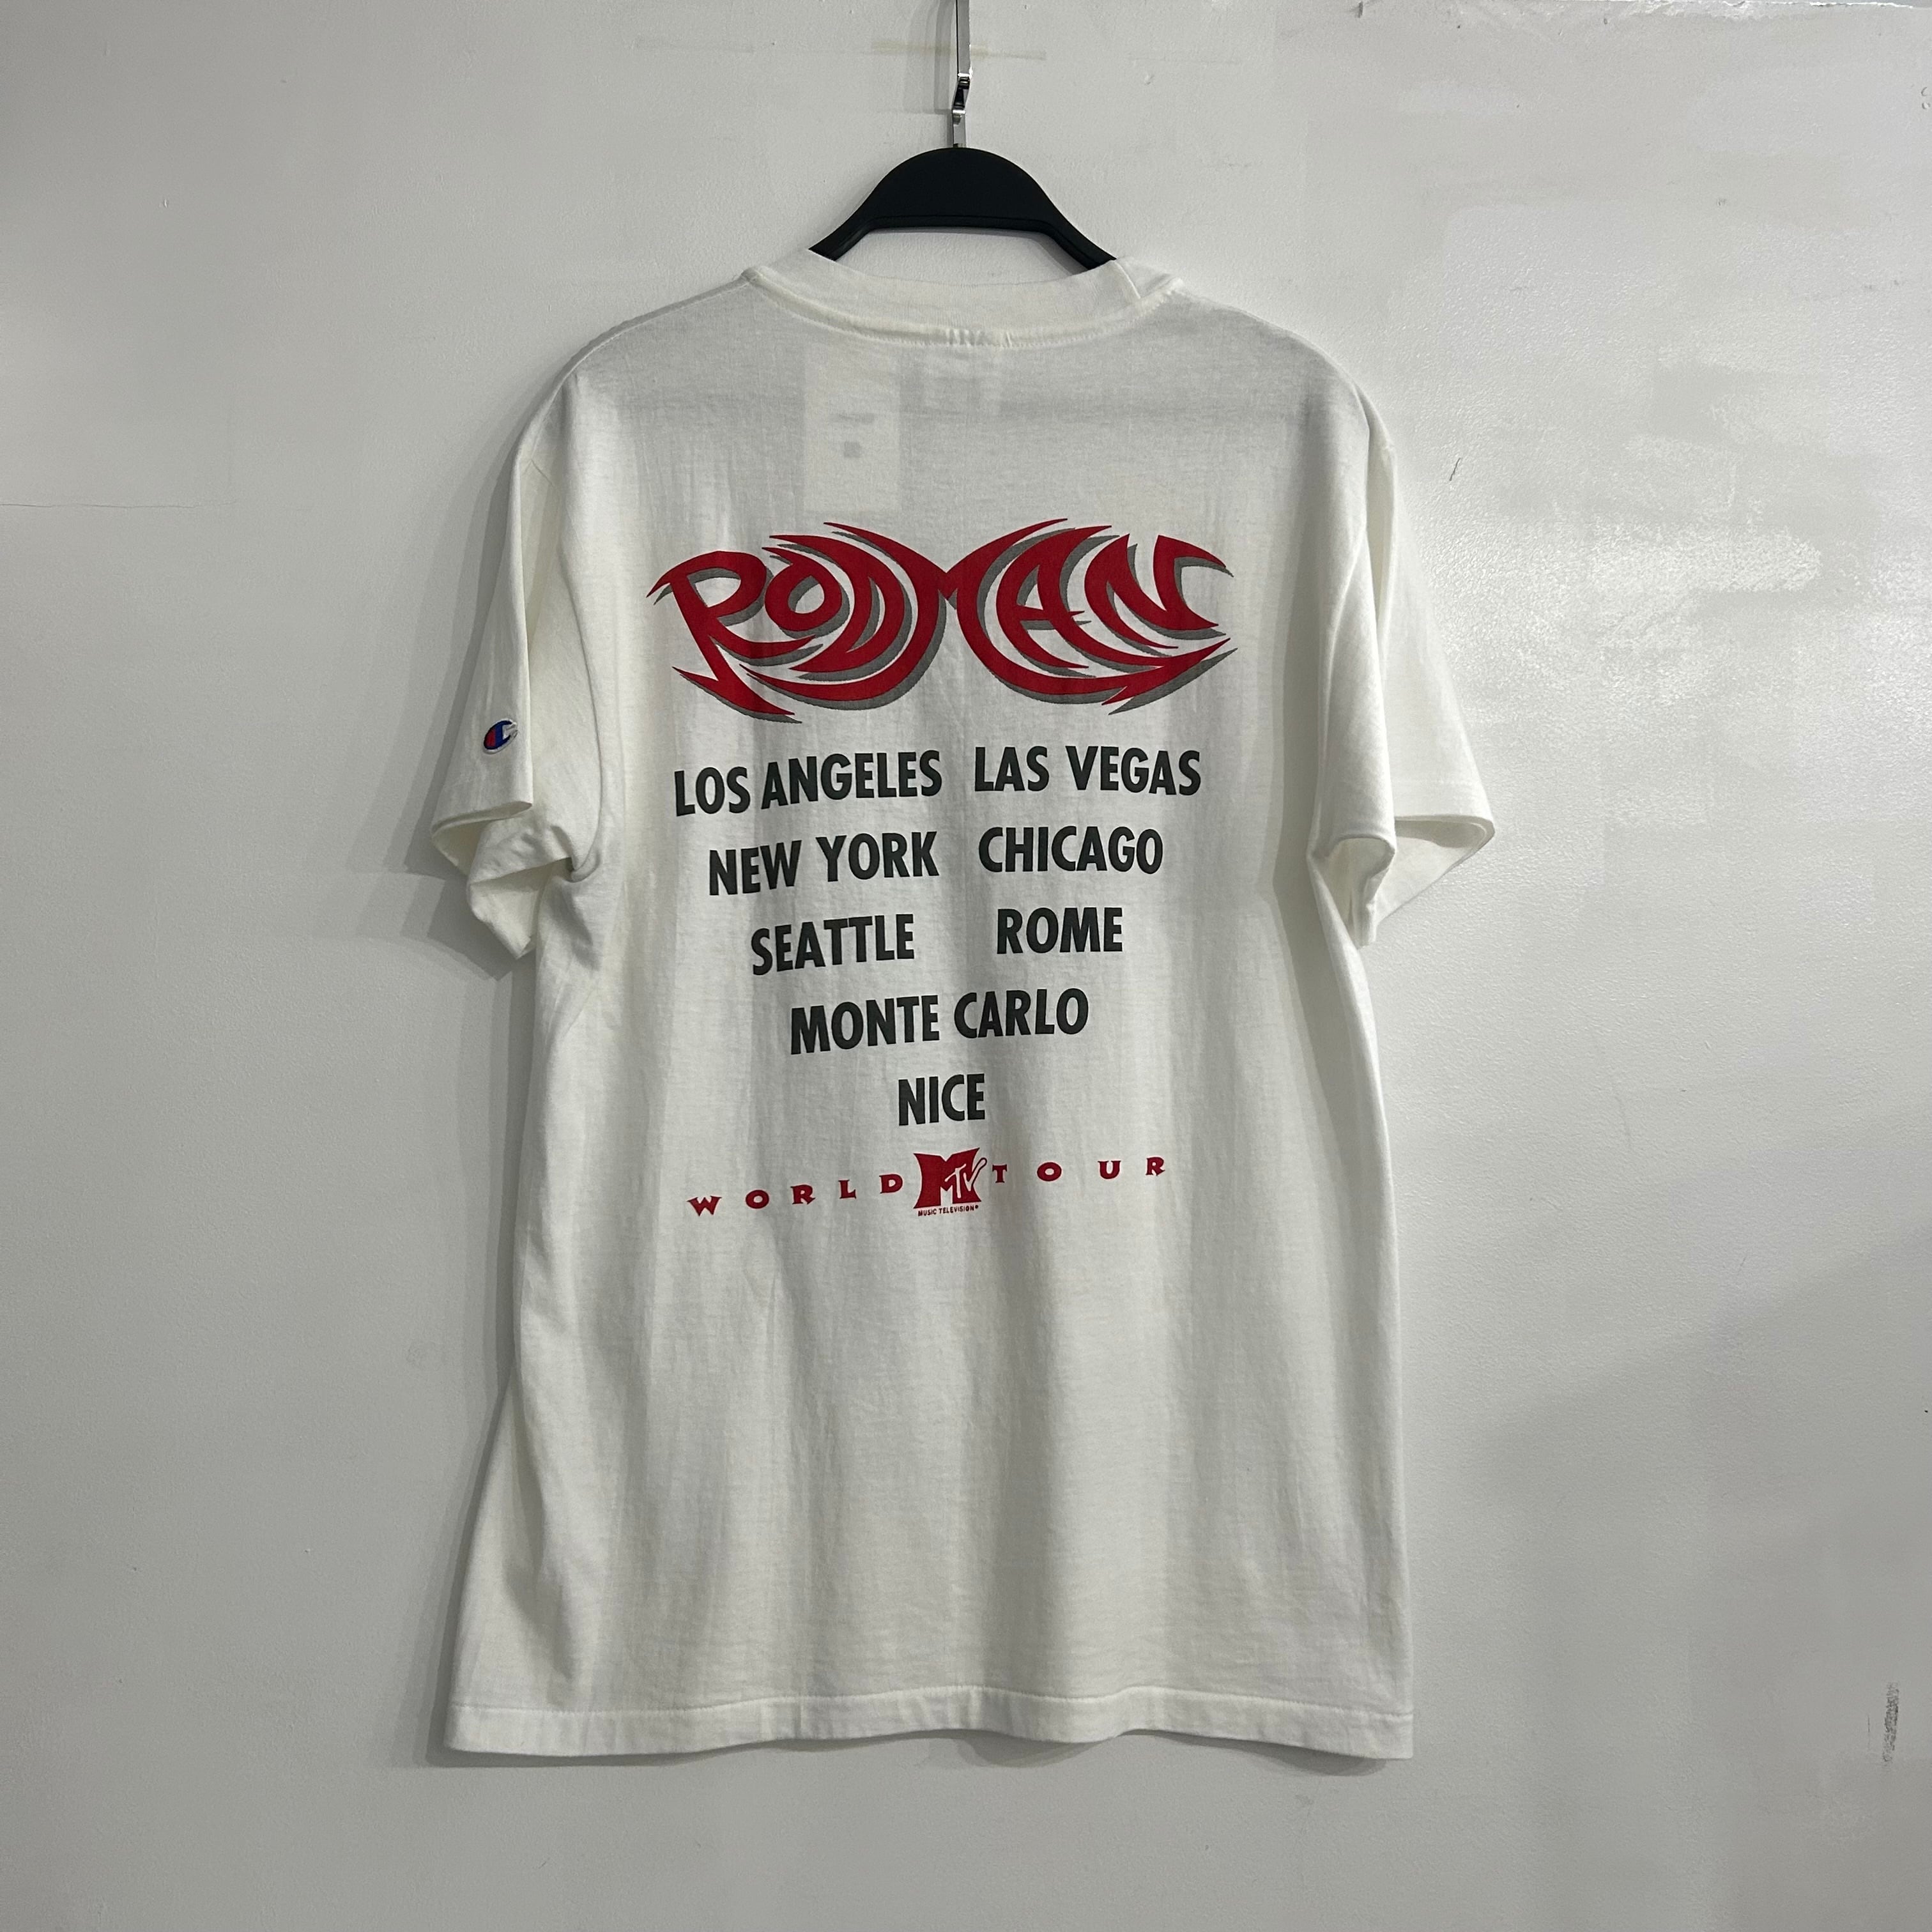 RODMAN
LOS ANGELES LAS VEGAS
NEW YORK CHICAGO
SEATTLE ROME
MONTE CARLO
NICE
WORLD MTV TOUR
MUSIC TELEVISION®